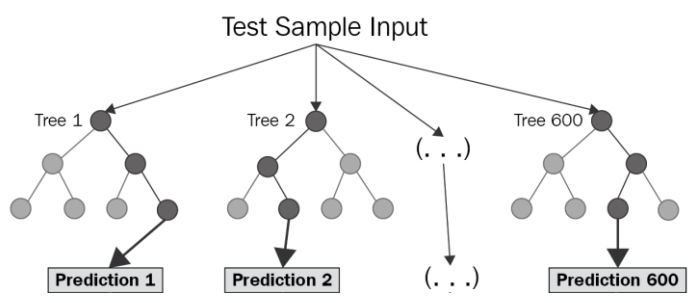 Test Sample Input
Tree 1
Tree 2
(. . .)
Tree 600
Prediction 1
Prediction 2
(. . .)
Prediction 600